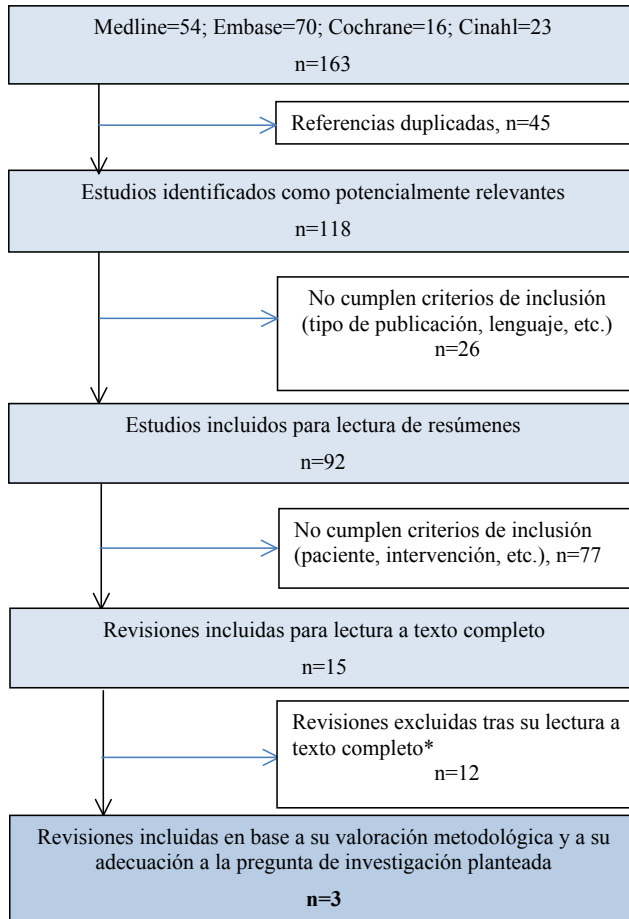 Medline=54; Embase=70; Cochrane=16; Cinahl=23
n=163
Referencias duplicadas, n=45
Estudios identificados como potencialmente relevantes
n=118
No cumplen criterios de inclusión
(tipo de publicación, lenguaje, etc.)
n=26
Estudios incluidos para lectura de resúmenes
n=92
No cumplen criterios de inclusión
(paciente, intervención, etc.), n=77
Revisiones incluidas para lectura a texto completo
n=15
Revisiones excluidas tras su lectura a
texto completo*
n=12
Revisiones incluidas en base a su valoración metodológica y a su
adecuación a la pregunta de investigación planteada
n=3